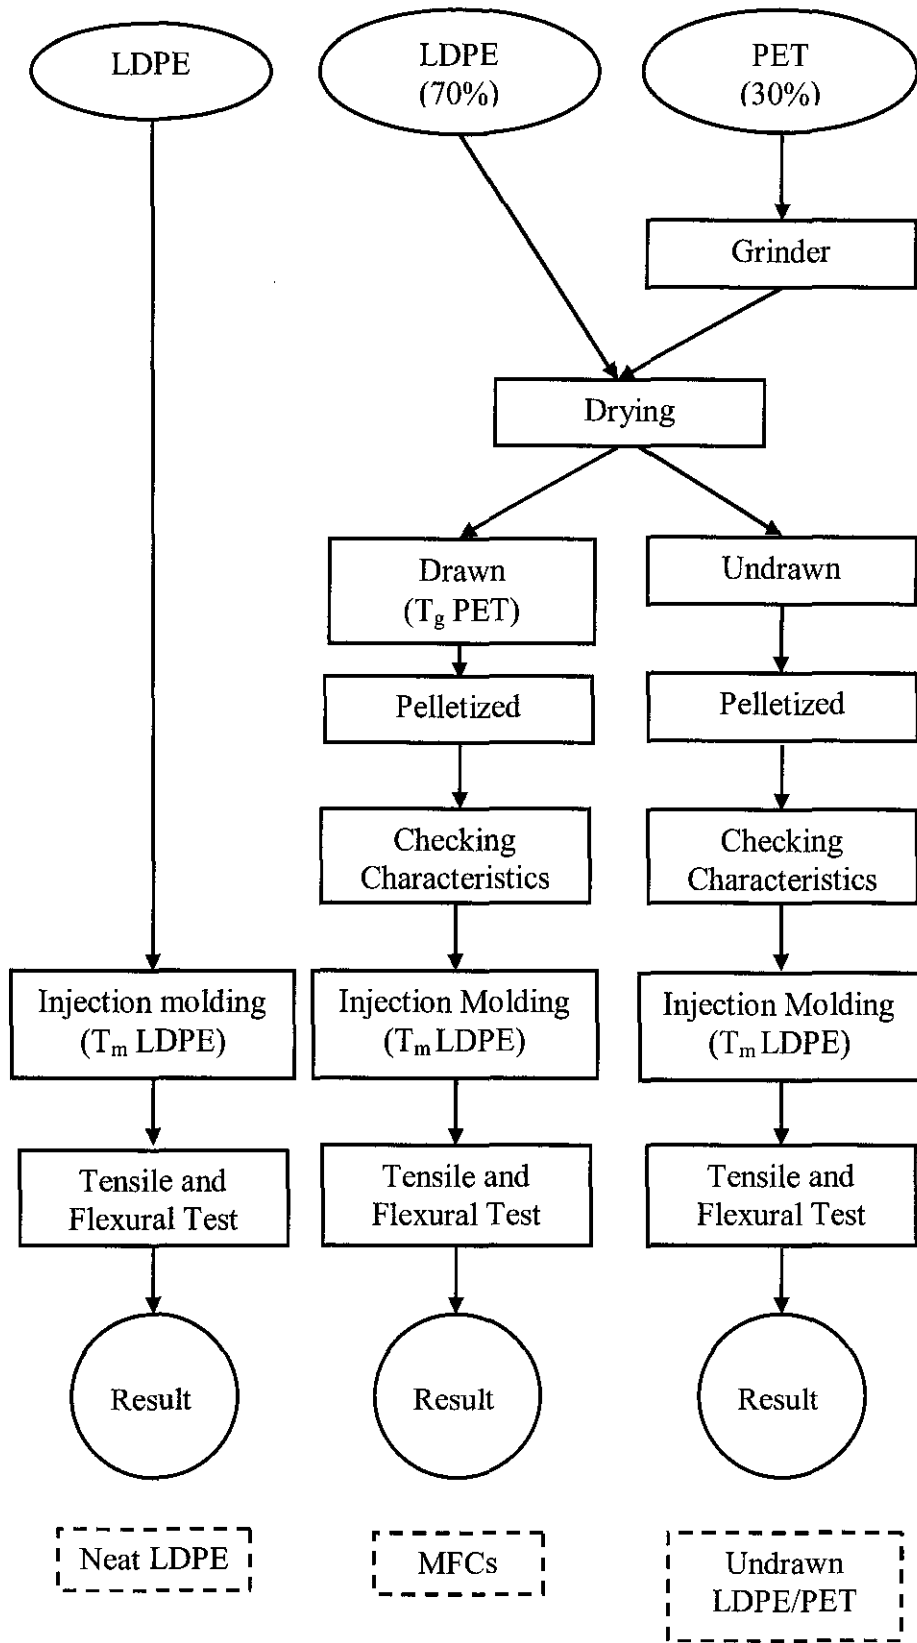 LDPE
LDPE
(70%)
PET
(30%)
Grinder
Drying
Drawn
(Tg PET)
Undrawn
Pelletized
Pelletized
Checking
Characteristics
Checking
Characteristics
Injection molding
(Tm LDPE)
Injection Molding
(Tm LDPE)
Injection Molding
(Tm LDPE)
Tensile and
Flexural Test
Tensile and
Flexural Test
Tensile and
Flexural Test
Result
Result
Result
Neat LDPE
MFCs
Undrawn
LDPE/PET